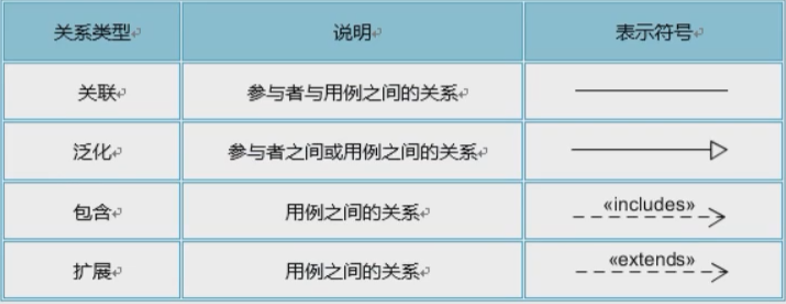 关系类型 说明 表示符号
关联 参与者与用例之间的关系
泛化 参与者之间或用例之间的关系
包含 用例之间的关系 «includes»
扩展 用例之间的关系 «extends»